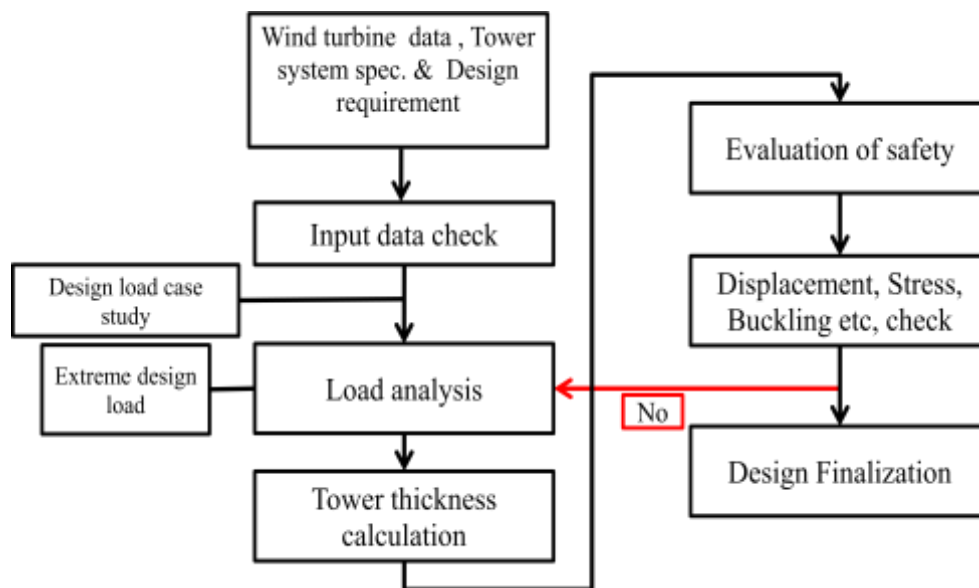 Wind turbine data , Tower
system spec. & Design
requirement
Input data check
Design load case
study
Extreme design
load
Load analysis
Tower thickness
calculation
Evaluation of safety
Displacement, Stress,
Buckling etc, check
No
Design Finalization